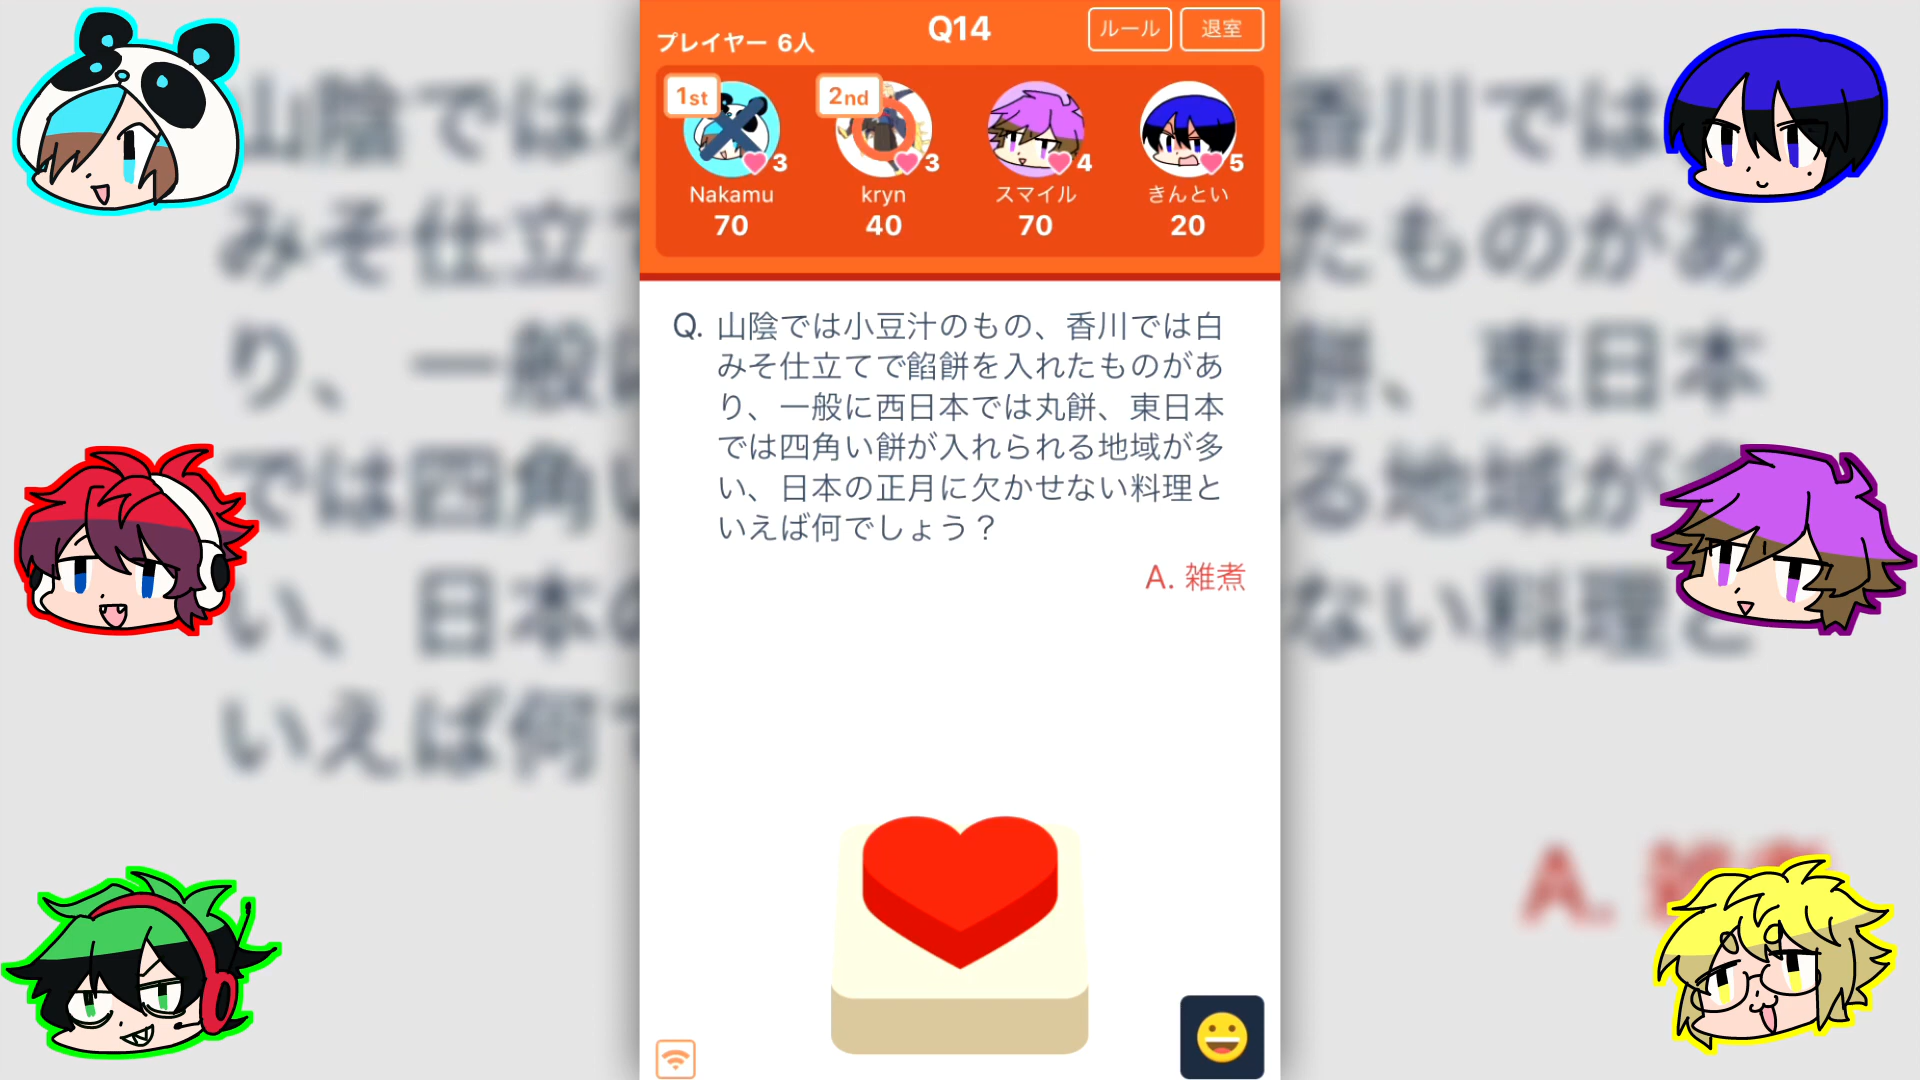 プレイヤー 6人
Q14
ルール
退室
1st
2nd
3
3
4
5
Nakamu
kryn
スマイル
きんとい
70
40
70
20
Q. 山陰では小豆汁のもの、香川では白
みそ仕立てで餡餅を入れたものがあ
り、一般に西日本では丸餅、東日本
では四角い餅が入れられる地域が多
い、日本の正月に欠かせない料理と
いえば何でしょう？
A. 雑煮